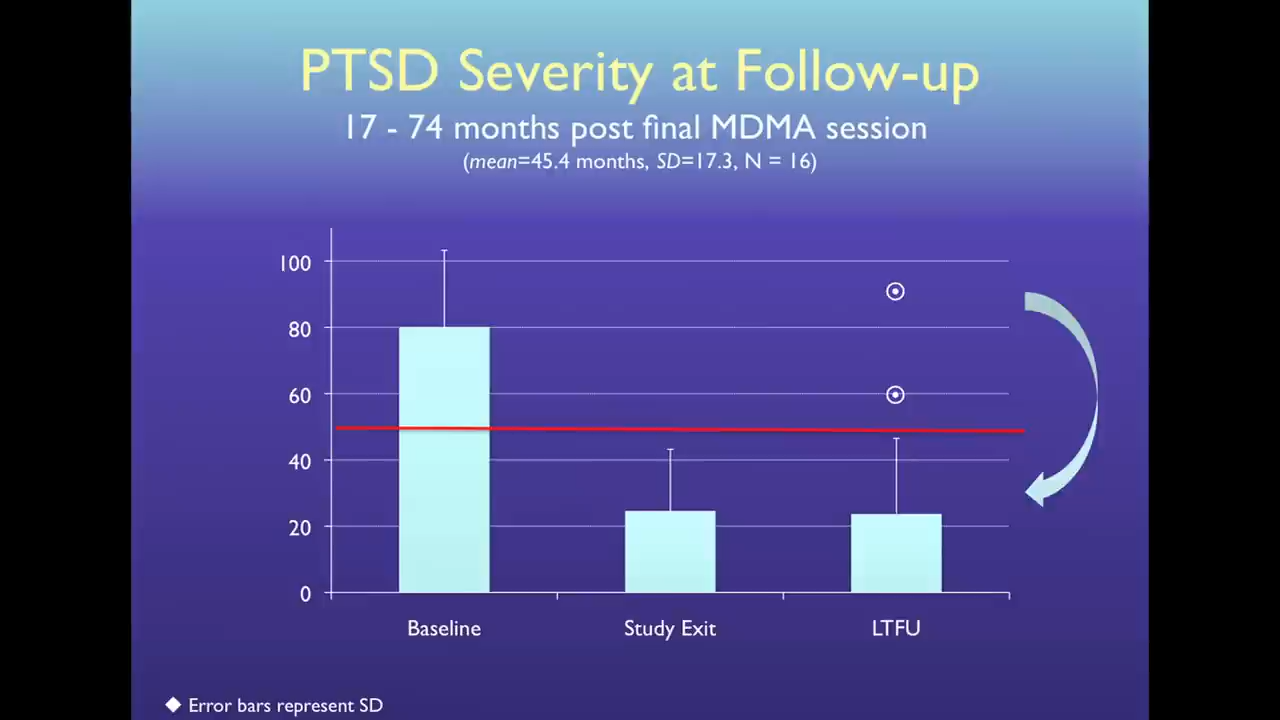 PTSD Severity at Follow-up
17 - 74 months post final MDMA session
(mean=45.4 months, SD=17.3, N = 16)
100
80
60
40
20
0
Baseline Study Exit LTFU
◆ Error bars represent SD